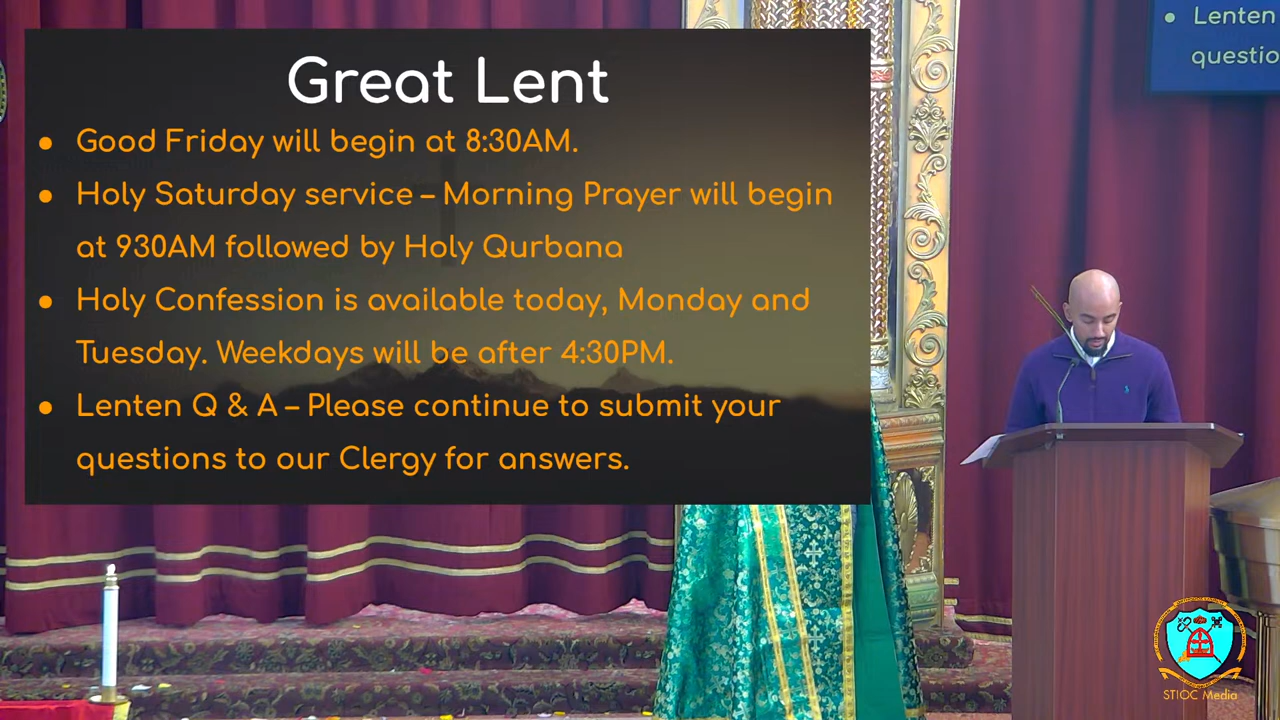 Great Lent
• Good Friday will begin at 8:30AM.
• Holy Saturday service – Morning Prayer will begin
at 930AM followed by Holy Qurbana
• Holy Confession is available today, Monday and
Tuesday. Weekdays will be after 4:30PM.
• Lenten Q & A – Please continue to submit your
questions to our Clergy for answers.
• Lenten
questio
STIOC Media